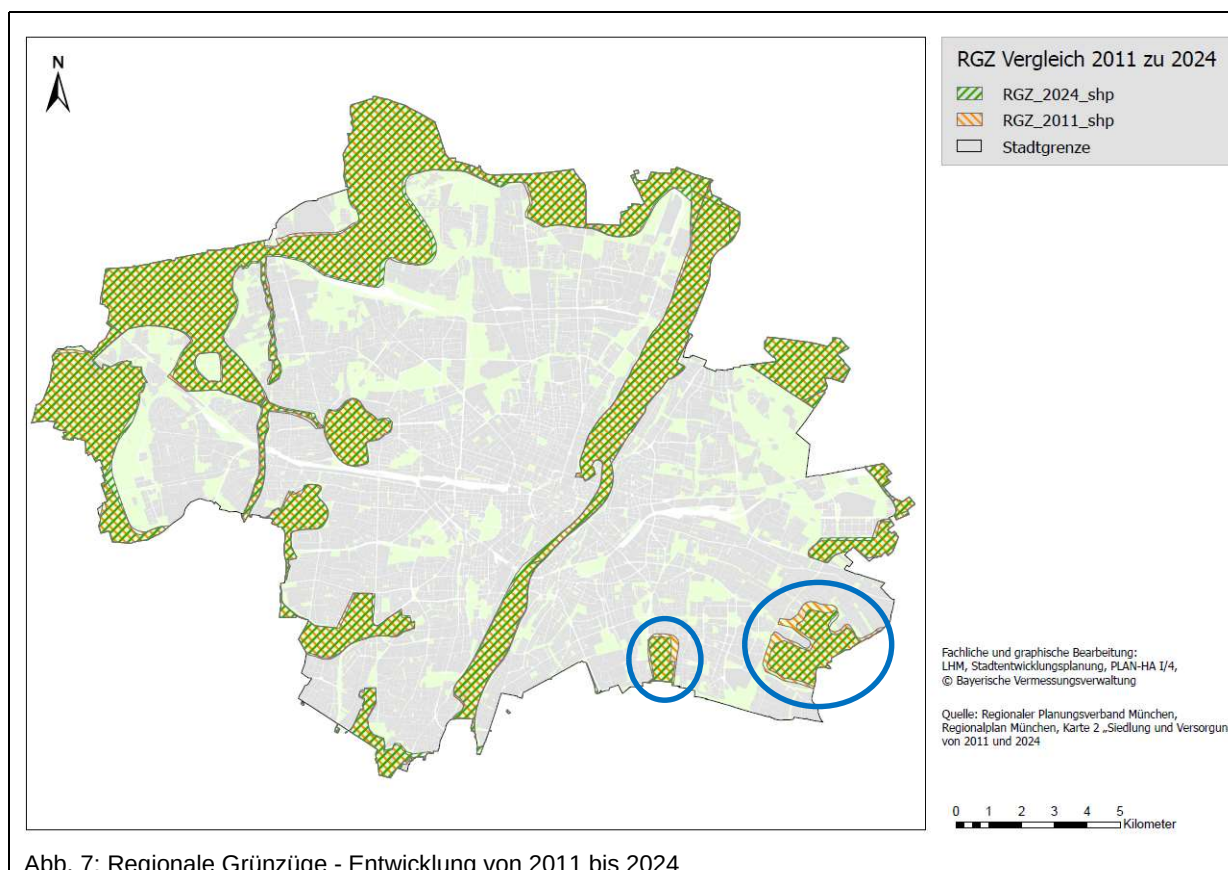 N
RGZ Vergleich 2011 zu 2024
RGZ_2024_shp
RGZ_2011_shp
Stadtgrenze
Fachliche und graphische Bearbeitung:
LHM, Stadtentwicklungsplanung, PLAN-HA I/4,
© Bayerische Vermessungsverwaltung
Quelle: Regionaler Planungsverband München,
Regionalplan München, Karte 2 „Siedlung und Versorgun
von 2011 und 2024
0 1 2 3 4 5
Kilometer
Abb. 7: Regionale Grünzüge - Entwicklung von 2011 bis 2024